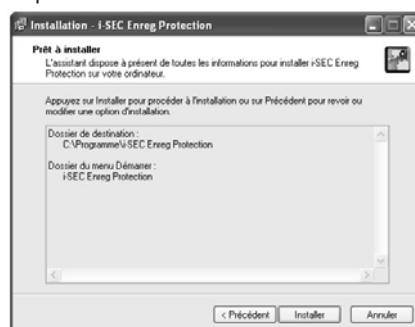 Installation - i-SEC Enreg Protection
Prêt à installer
L'assistant dispose à présent de toutes les informations pour installer i-SEC Enreg
Protection sur votre ordinateur.
Appuyez sur Installer pour procéder à l'installation ou sur Précédent pour revoir ou
modifier une option d'installation.
Dossier de destination :
C:\Programme\i-SEC Enreg Protection
Dossier du menu Démarrer :
i-SEC Enreg Protection
< Précédent
Installer
Annuler